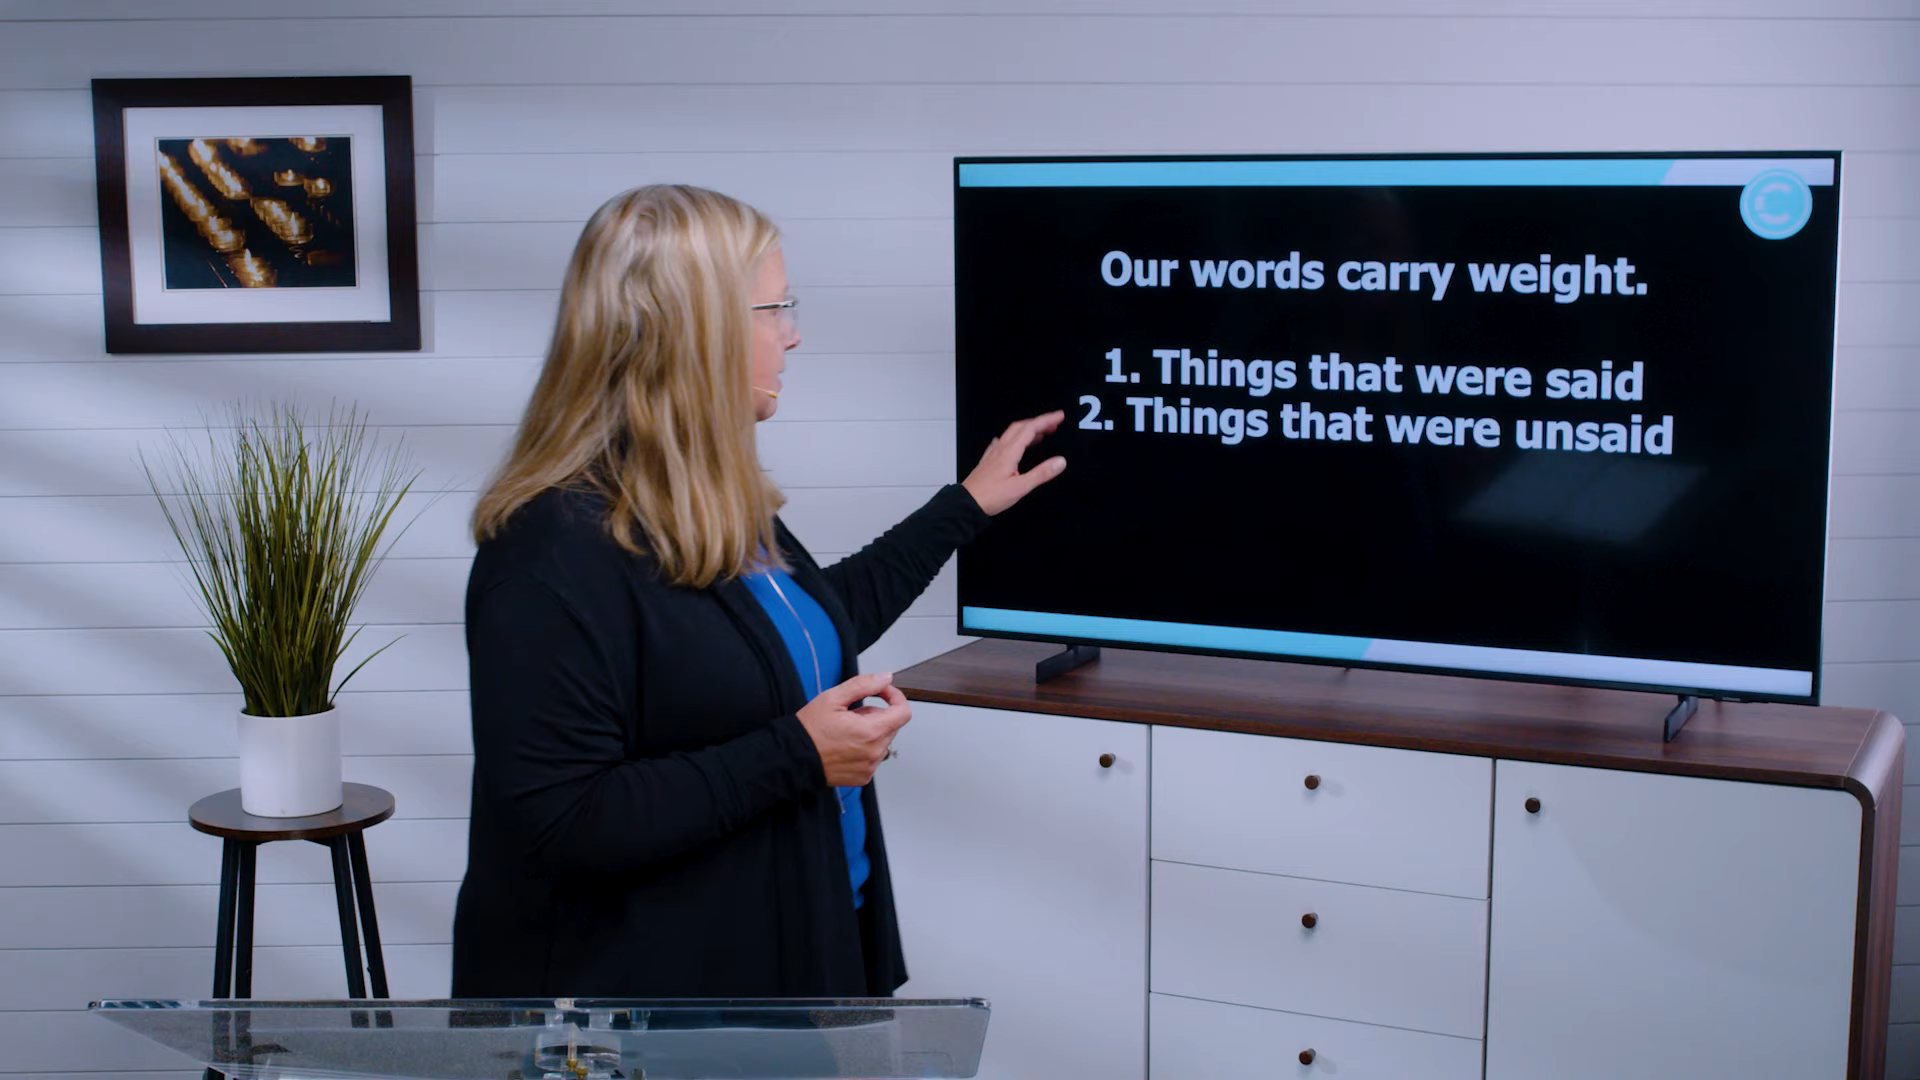 Our words carry weight.
1. Things that were said
2. Things that were unsaid